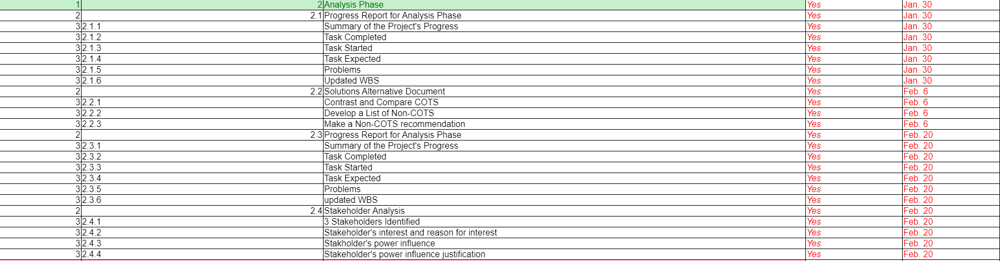 1 2 Analysis Phase Yes Jan. 30
2 2.1 Progress Report for Analysis Phase Yes Jan. 30
3 2.1.1 Summary of the Project's Progress Yes Jan. 30
3 2.1.2 Task Completed Yes Jan. 30
3 2.1.3 Task Started Yes Jan. 30
3 2.1.4 Task Expected Yes Jan. 30
3 2.1.5 Problems Yes Jan. 30
3 2.1.6 Updated WBS Yes Jan. 30
2 2.2 Solutions Alternative Document Yes Feb. 6
3 2.2.1 Contrast and Compare COTS Yes Feb. 6
3 2.2.2 Develop a List of Non-COTS Yes Feb. 6
3 2.2.3 Make a Non-COTS recommendation Yes Feb. 6
2 2.3 Progress Report for Analysis Phase Yes Feb. 20
3 2.3.1 Summary of the Project's Progress Yes Feb. 20
3 2.3.2 Task Completed Yes Feb. 20
3 2.3.3 Task Started Yes Feb. 20
3 2.3.4 Task Expected Yes Feb. 20
3 2.3.5 Problems Yes Feb. 20
3 2.3.6 updated WBS Yes Feb. 20
2 2.4 Stakeholder Analysis Yes Feb. 20
3 2.4.1 3 Stakeholders Identified Yes Feb. 20
3 2.4.2 Stakeholder's interest and reason for interest Yes Feb. 20
3 2.4.3 Stakholder's power influence Yes Feb. 20
3 2.4.4 Stakeholder's power influence justification Yes Feb. 20